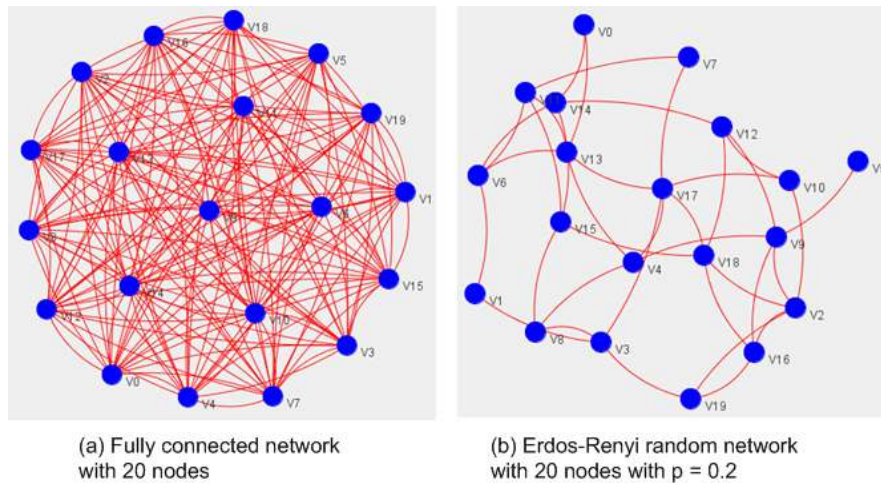 V18
V16
V5
V19
V1
V15
V3
V0
V4
V7
V0
V7
V14
V12
V13
V6
V17
V10
V15
V9
V4
V18
V1
V2
V8
V3
V16
V19
(a) Fully connected network
with 20 nodes
(b) Erdos-Renyi random network
with 20 nodes with p = 0.2